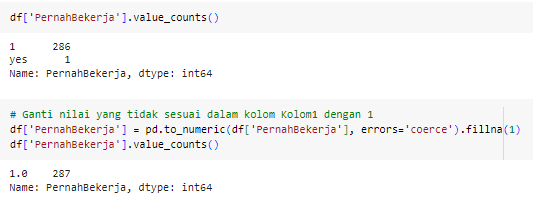 df['PernahBekerja'].value_counts()
1      286
yes      1
Name: PernahBekerja, dtype: int64
# Ganti nilai yang tidak sesuai dalam kolom Kolom1 dengan 1
df['PernahBekerja'] = pd.to_numeric(df['PernahBekerja'], errors='coerce').fillna(1)
df['PernahBekerja'].value_counts()
1.0    287
Name: PernahBekerja, dtype: int64